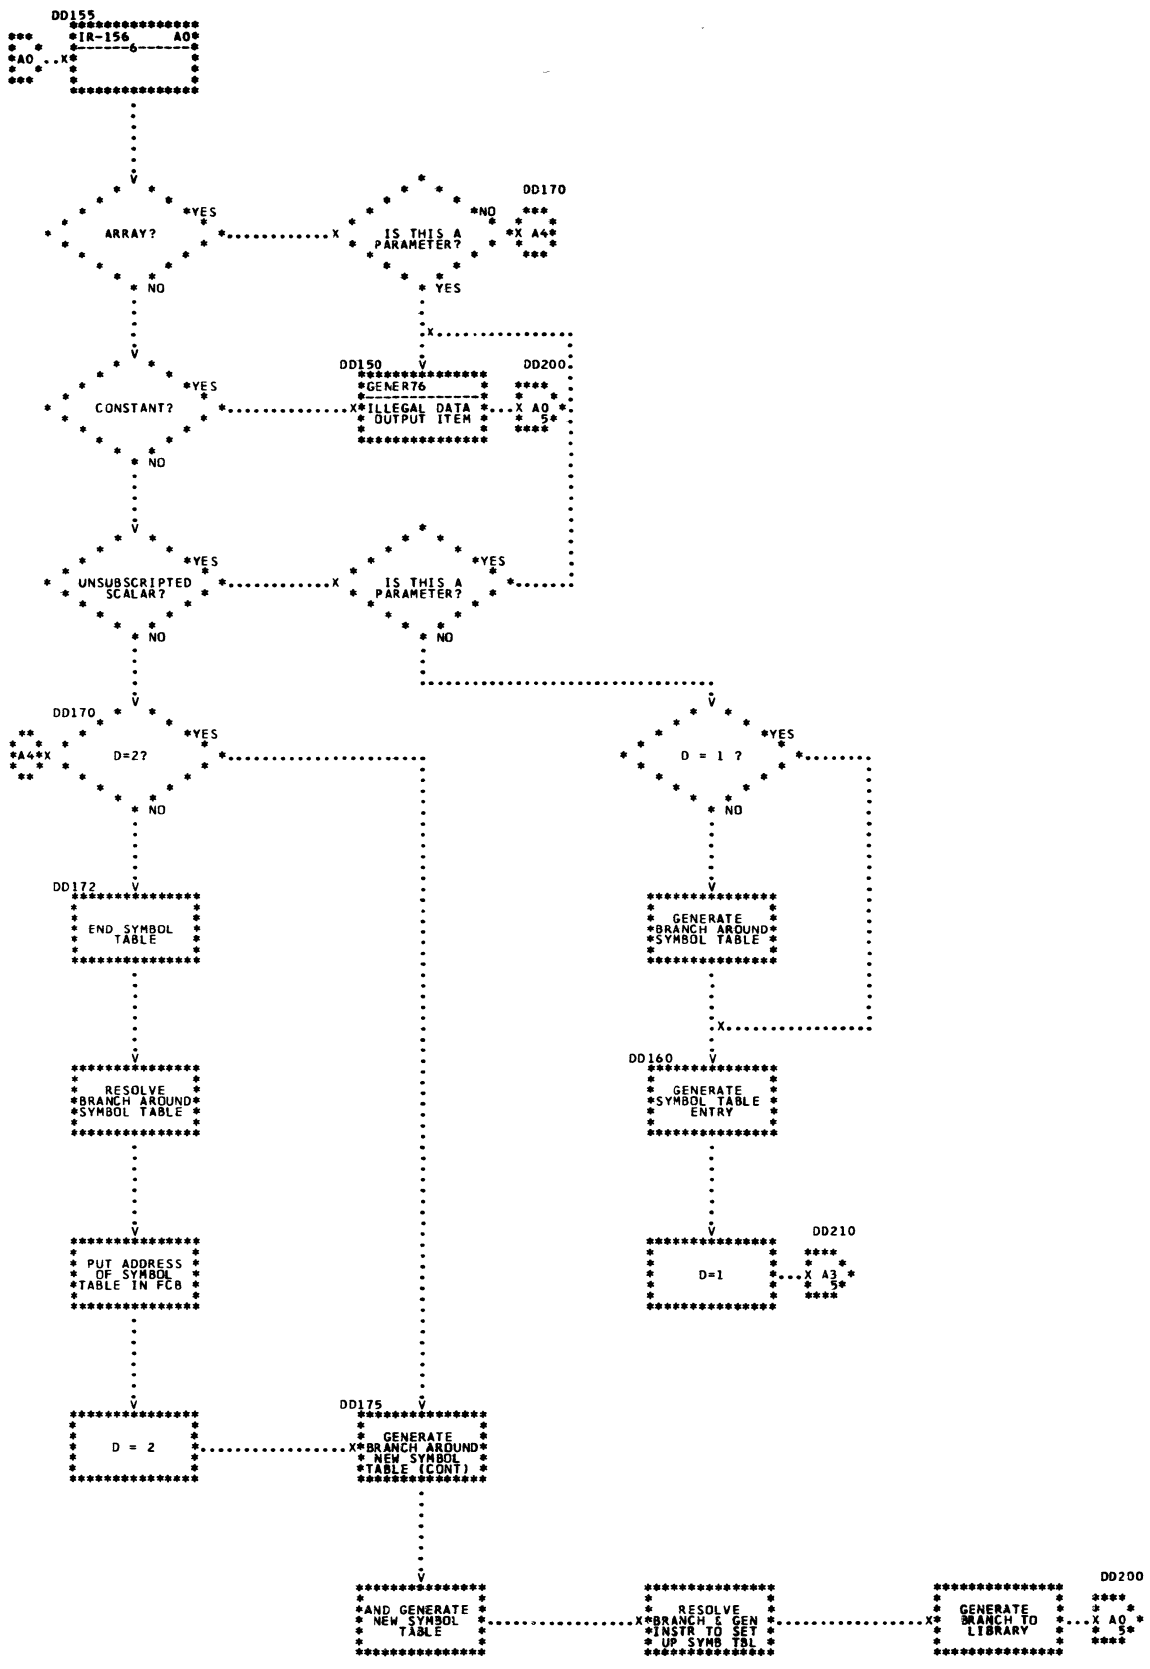 DD155
IR-156 A0
6
A0
ARRAY?
YES
IS THIS A
PARAMETER?
NO
DD170
A4
NO
YES
DD150
DD200
CONSTANT?
YES
GENER76
ILLEGAL DATA
OUTPUT ITEM
A0
5
NO
UNSUBSCRIPTED
SCALAR?
YES
IS THIS A
PARAMETER?
YES
NO
NO
DD170
A4
D=2?
YES
D = 1 ?
YES
NO
NO
DD172
END SYMBOL
TABLE
GENERATE
BRANCH AROUND
SYMBOL TABLE
DD160
RESOLVE
BRANCH AROUND
SYMBOL TABLE
GENERATE
SYMBOL TABLE
ENTRY
DD210
PUT ADDRESS
OF SYMBOL
TABLE IN FCB
D=1
A3
5
DD175
D = 2
GENERATE
BRANCH AROUND
NEW SYMBOL
TABLE (CONT)
DD200
AND GENERATE
NEW SYMBOL
TABLE
RESOLVE
BRANCH & GEN
INSTR TO SET
UP SYMB TBL
GENERATE
BRANCH TO
LIBRARY
A0
5